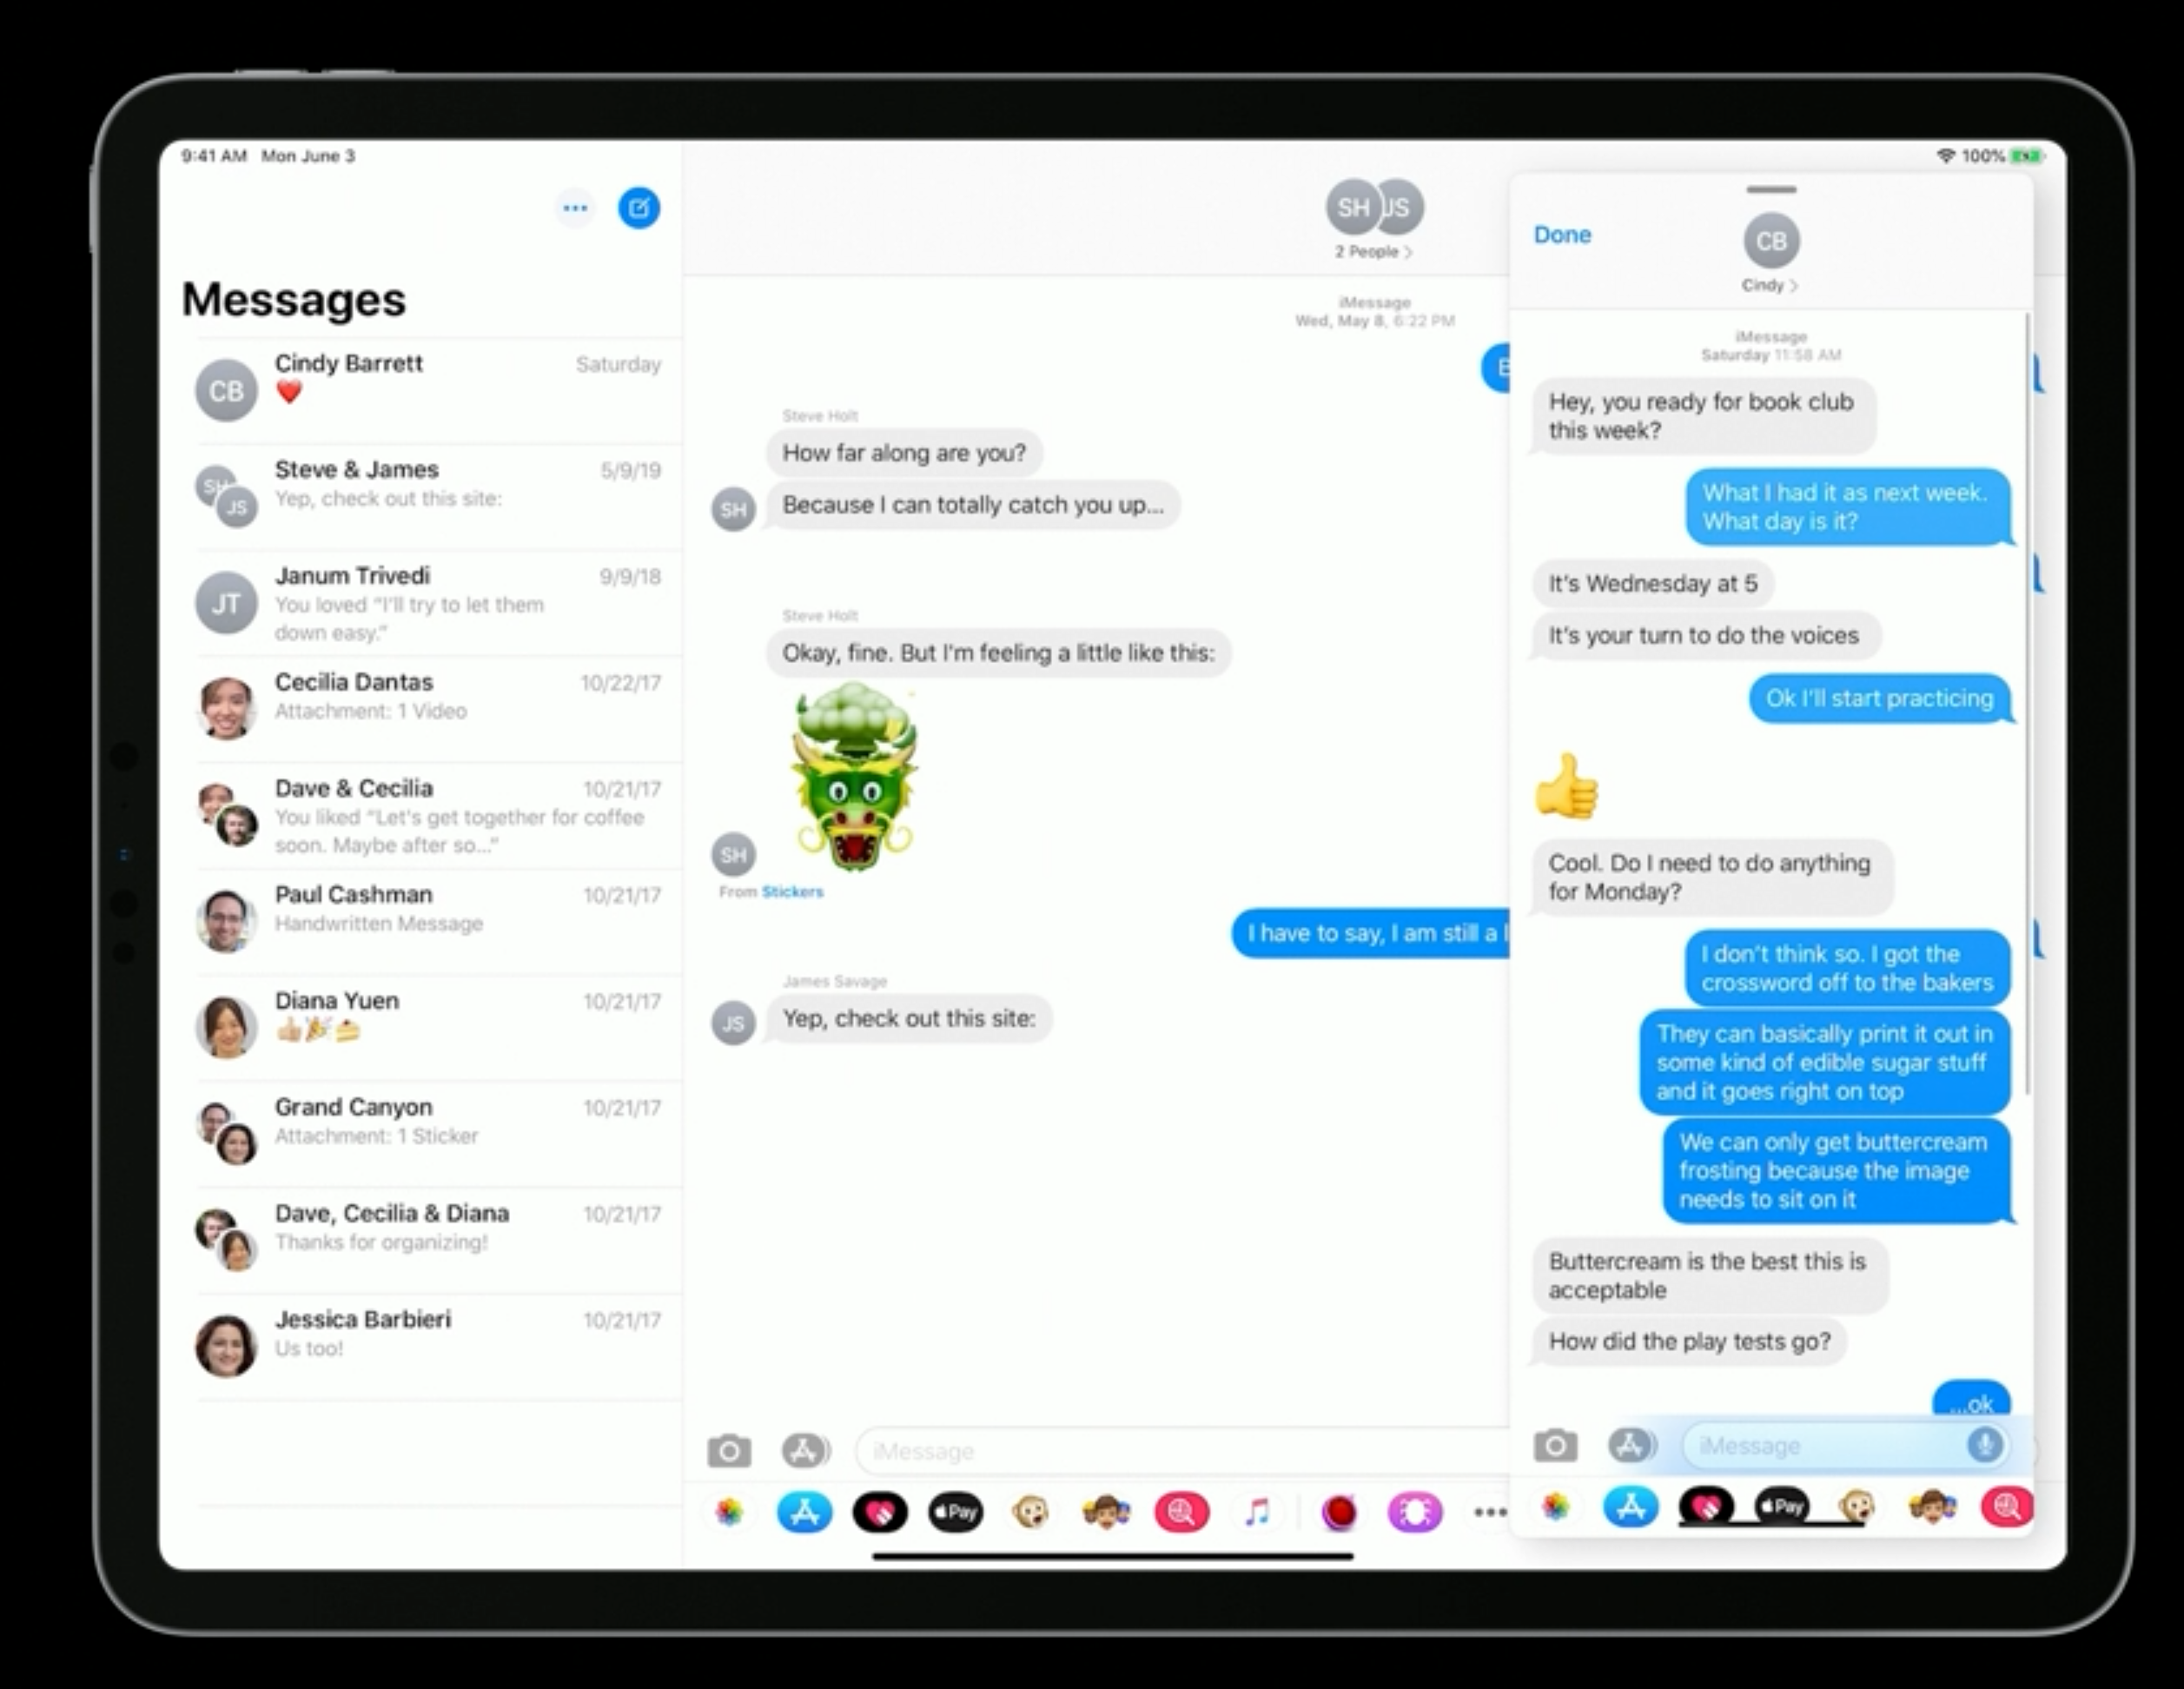 9:41 AM Mon June 3
100%
Messages
CB
Cindy Barrett
Saturday
SH
JS
Steve & James
5/9/19
Yep, check out this site:
JT
Janum Trivedi
9/9/18
You loved “I'll try to let them
down easy.”
Cecilia Dantas
10/22/17
Attachment: 1 Video
Dave & Cecilia
10/21/17
You liked “Let's get together for coffee
soon. Maybe after so...”
Paul Cashman
10/21/17
Handwritten Message
Diana Yuen
10/21/17
Grand Canyon
10/21/17
Attachment: 1 Sticker
Dave, Cecilia & Diana
10/21/17
Thanks for organizing!
Jessica Barbieri
10/21/17
Us too!
SH
JS
2 People >
iMessage
Wed, May 8, 6:22 PM
Steve Holt
How far along are you?
SH
Because I can totally catch you up...
Steve Holt
Okay, fine. But I'm feeling a little like this:
SH
From Stickers
I have to say, I am still a
James Savage
JS
Yep, check out this site:
iMessage
Pay
Done
CB
Cindy >
iMessage
Saturday 11:58 AM
Hey, you ready for book club
this week?
What I had it as next week.
What day is it?
It's Wednesday at 5
It's your turn to do the voices
Ok I'll start practicing
Cool. Do I need to do anything
for Monday?
I don't think so. I got the
crossword off to the bakers
They can basically print it out in
some kind of edible sugar stuff
and it goes right on top
We can only get buttercream
frosting because the image
needs to sit on it
Buttercream is the best this is
acceptable
How did the play tests go?
...ok
iMessage
Pay